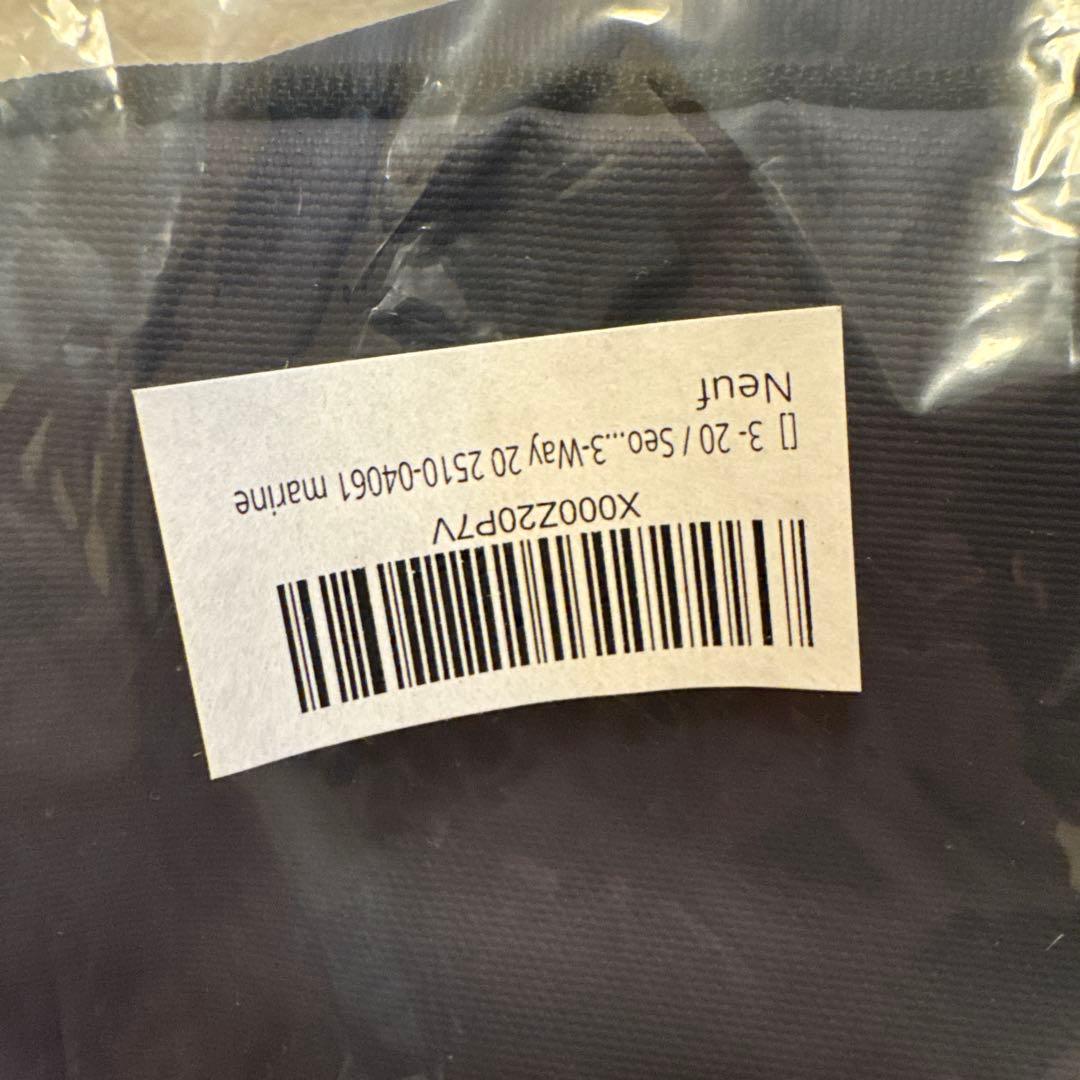 X000Z20P7V
[] 3- 20 / Seo...3-Way 20 2510-04061 marine
Neuf